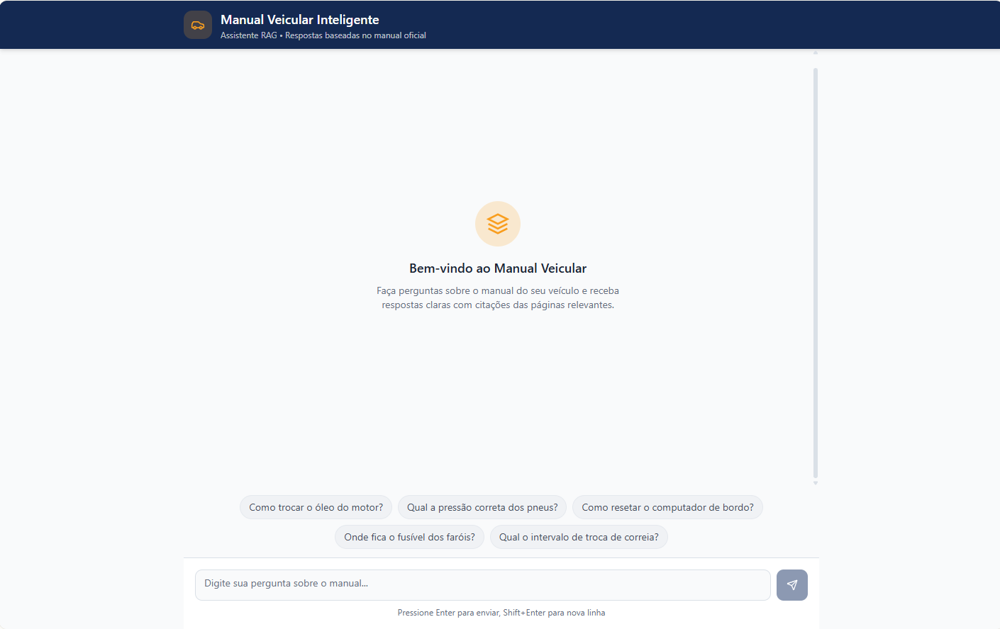 Manual Veicular Inteligente
Assistente RAG • Respostas baseadas no manual oficial
Bem-vindo ao Manual Veicular
Faça perguntas sobre o manual do seu veículo e receba
respostas claras com citações das páginas relevantes.
Como trocar o óleo do motor?
Qual a pressão correta dos pneus?
Como resetar o computador de bordo?
Onde fica o fusível dos faróis?
Qual o intervalo de troca de correia?
Digite sua pergunta sobre o manual...
Pressione Enter para enviar, Shift+Enter para nova linha